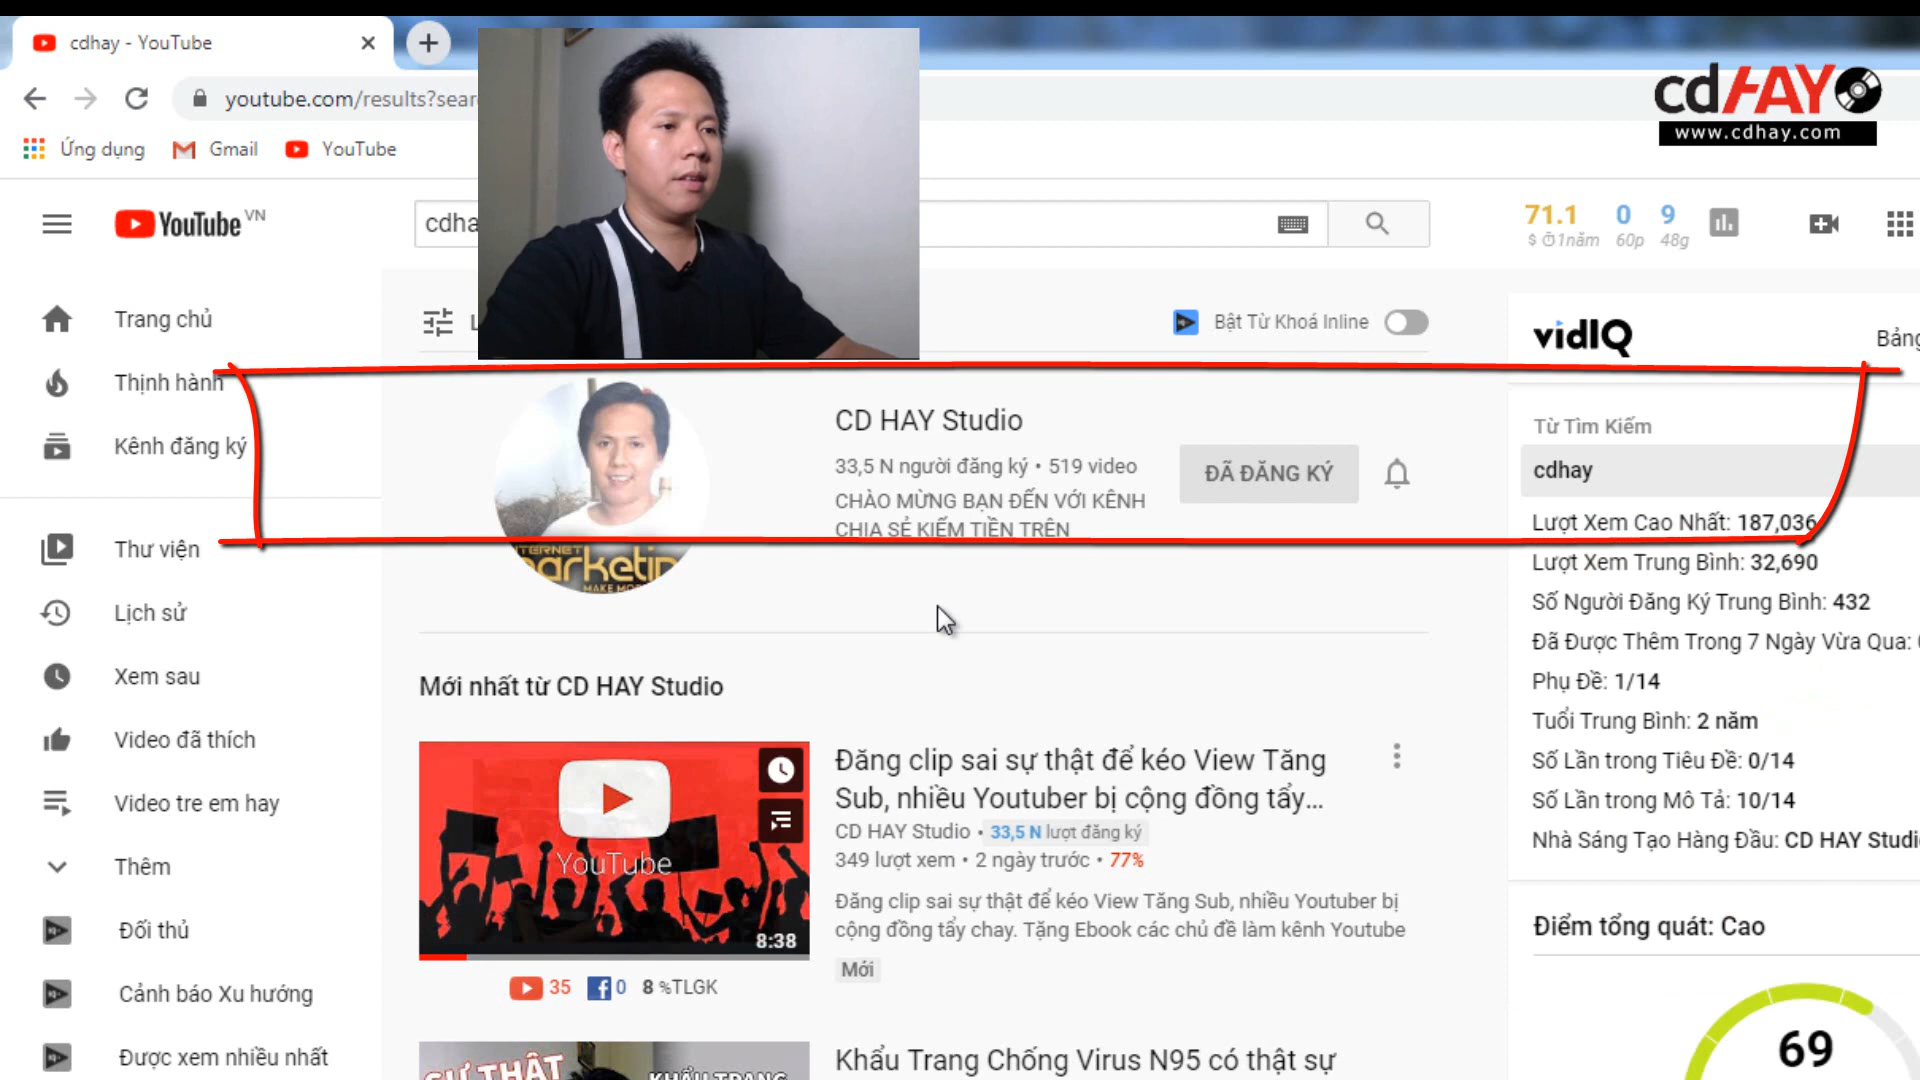 cdhay - YouTube
cdHAY
www.cdhay.com
youtube.com/results?sear
Ứng dụng
Gmail
YouTube
YouTube VN
cdha
71.1
0
9
$ 1năm
60p
48g
Bật Từ Khoá Inline
vidIQ
Bảng
Trang chủ
Thịnh hành
Kênh đăng ký
Thư viện
Lịch sử
Xem sau
Video đã thích
Video tre em hay
Thêm
Đối thủ
Cảnh báo Xu hướng
Được xem nhiều nhất
CD HAY Studio
33,5 N người đăng ký • 519 video
CHÀO MỪNG BẠN ĐẾN VỚI KÊNH
CHIA SẺ KIẾM TIỀN TRÊN
ĐÃ ĐĂNG KÝ
INTERNET
arketin
Mới nhất từ CD HAY Studio
YouTube
8:38
35
0
8 %TLGK
Đăng clip sai sự thật để kéo View Tăng
Sub, nhiều Youtuber bị cộng đồng tẩy...
CD HAY Studio • 33,5 N lượt đăng ký
349 lượt xem • 2 ngày trước • 77%
Đăng clip sai sự thật để kéo View Tăng Sub, nhiều Youtuber bị
cộng đồng tẩy chay. Tặng Ebook các chủ đề làm kênh Youtube
Mới
SỰ THẬT
KHẨU TRANG
Khẩu Trang Chống Virus N95 có thật sự
Từ Tìm Kiếm
cdhay
Lượt Xem Cao Nhất: 187,036
Lượt Xem Trung Bình: 32,690
Số Người Đăng Ký Trung Bình: 432
Đã Được Thêm Trong 7 Ngày Vừa Qua:
Phụ Đề: 1/14
Tuổi Trung Bình: 2 năm
Số Lần trong Tiêu Đề: 0/14
Số Lần trong Mô Tả: 10/14
Nhà Sáng Tạo Hàng Đầu: CD HAY Studi
Điểm tổng quát: Cao
69